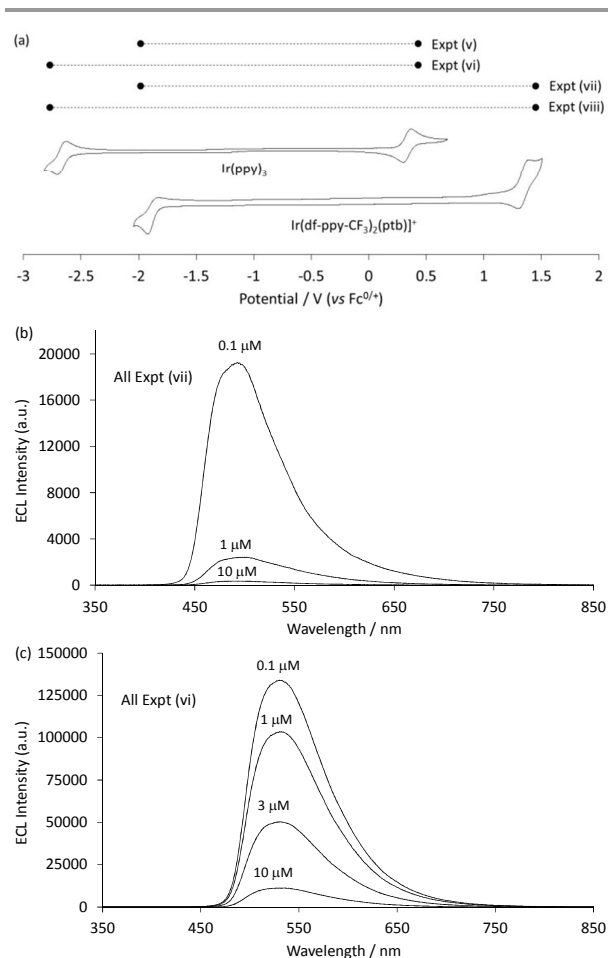 (a)
Expt (v)
Expt (vi)
Expt (vii)
Expt (viii)
Ir(ppy)₃
Ir(df-ppy-CF₃)₂(ptb)]⁺
-3 -2.5 -2 -1.5 -1 -0.5 0 0.5 1 1.5 2
Potential / V (vs Fc⁰/⁺)
(b)
All Expt (vii)
ECL Intensity (a.u.)
20000
16000
12000
8000
4000
0
0.1 µM
1 µM
10 µM
350 450 550 650 750 850
Wavelength / nm
(c)
All Expt (vi)
ECL Intensity (a.u.)
150000
125000
100000
75000
50000
25000
0
0.1 µM
1 µM
3 µM
10 µM
350 450 550 650 750 850
Wavelength / nm